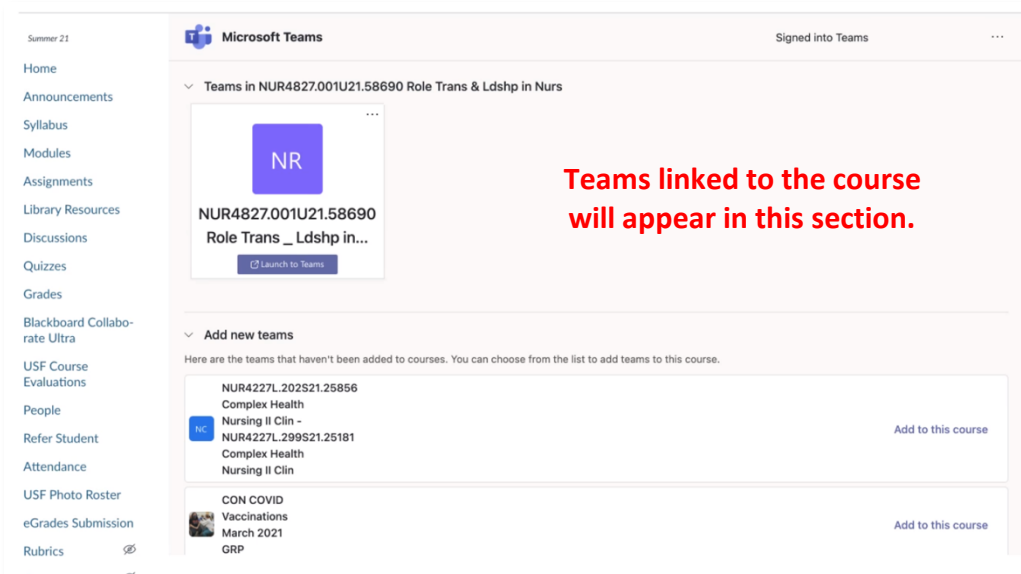 Summer 21
Home
Announcements
Syllabus
Modules
Assignments
Library Resources
Discussions
Quizzes
Grades
Blackboard Collabo-
rate Ultra
USF Course
Evaluations
People
Refer Student
Attendance
USF Photo Roster
eGrades Submission
Rubrics
Microsoft Teams
Signed into Teams
Teams in NUR4827.001U21.58690 Role Trans & Ldshp in Nurs
NR
NUR4827.001U21.58690
Role Trans _ Ldshp in...
Launch to Teams
Teams linked to the course
will appear in this section.
Add new teams
Here are the teams that haven't been added to courses. You can choose from the list to add teams to this course.
NC
NUR4227L.202S21.25856
Complex Health
Nursing II Clin -
NUR4227L.299S21.25181
Complex Health
Nursing II Clin
Add to this course
CON COVID
Vaccinations
March 2021
GRP
Add to this course